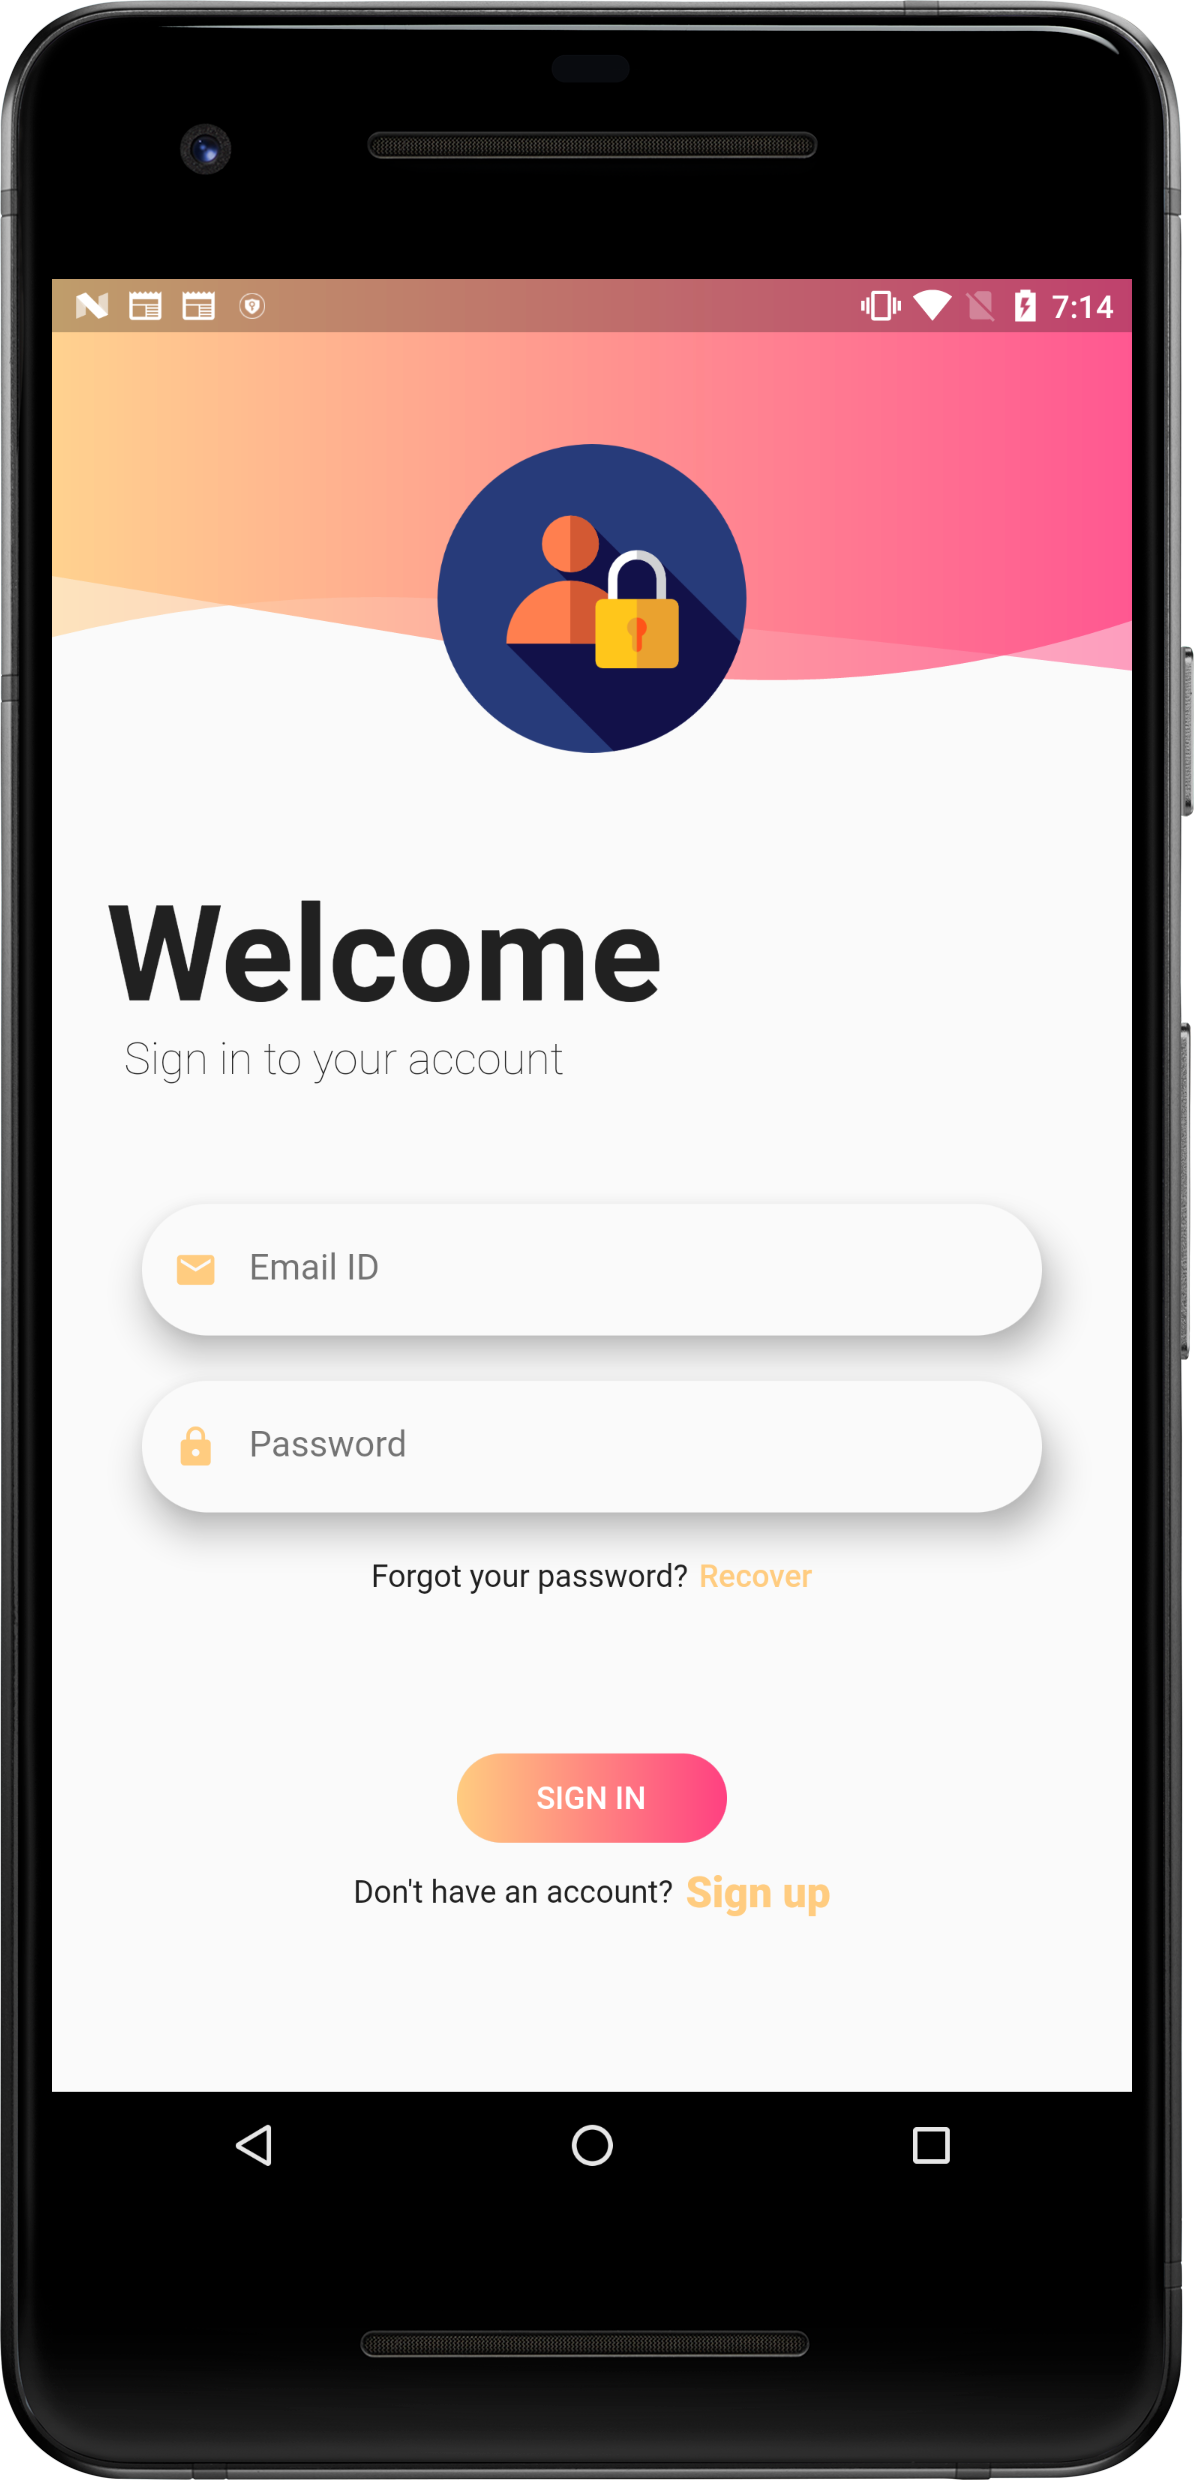 7:14
Welcome
Sign in to your account
Email ID
Password
Forgot your password? Recover
SIGN IN
Don't have an account? Sign up